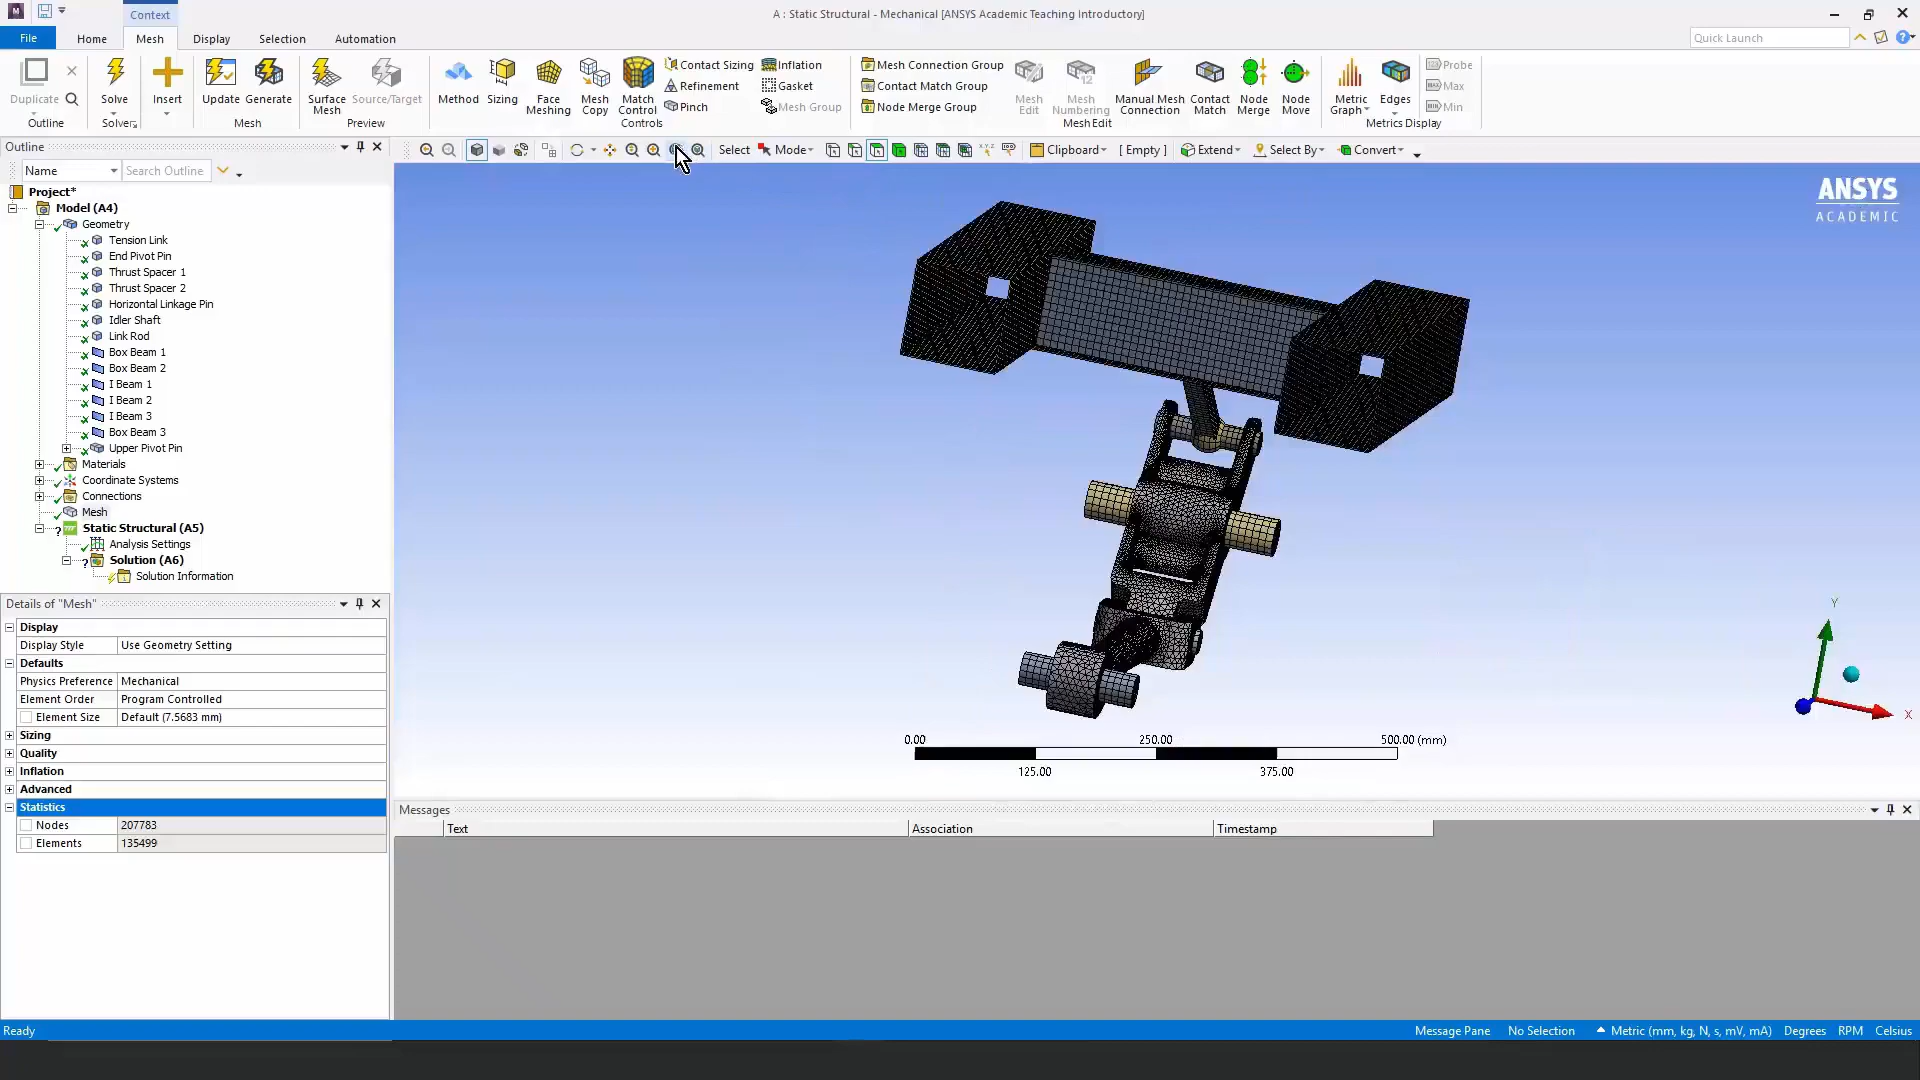 Context
A : Static Structural - Mechanical [ANSYS Academic Teaching Introductory]
File
Home
Mesh
Display
Selection
Automation
Quick Launch
Duplicate
Outline
Solve
Solver
Insert
Update
Generate
Mesh
Surface Mesh
Source/Target
Preview
Method
Sizing
Face Meshing
Mesh Copy
Match Control
Contact Sizing
Refinement
Pinch
Inflation
Gasket
Mesh Group
Controls
Mesh Connection Group
Contact Match Group
Node Merge Group
Mesh Edit
Mesh Numbering
Manual Mesh Connection
Contact Match
Node Merge
Node Move
Mesh Edit
Metric Graph
Edges
Probe
Max
Min
Metrics Display
Outline
Name
Search Outline
Select
Mode
Clipboard
[ Empty ]
Extend
Select By
Convert
Project*
Model (A4)
Geometry
Tension Link
End Pivot Pin
Thrust Spacer 1
Thrust Spacer 2
Horizontal Linkage Pin
Idler Shaft
Link Rod
Box Beam 1
Box Beam 2
I Beam 1
I Beam 2
I Beam 3
Box Beam 3
Upper Pivot Pin
Materials
Coordinate Systems
Connections
Mesh
Static Structural (A5)
Analysis Settings
Solution (A6)
Solution Information
Details of "Mesh"
Display
Display Style Use Geometry Setting
Defaults
Physics Preference Mechanical
Element Order Program Controlled
Element Size Default (7.5683 mm)
Sizing
Quality
Inflation
Advanced
Statistics
Nodes 207783
Elements 135499
ANSYS
ACADEMIC
Y
X
0.00 250.00 500.00 (mm)
125.00 375.00
Messages
Text Association Timestamp
Ready
Message Pane
No Selection
Metric (mm, kg, N, s, mV, mA)
Degrees
RPM
Celsius